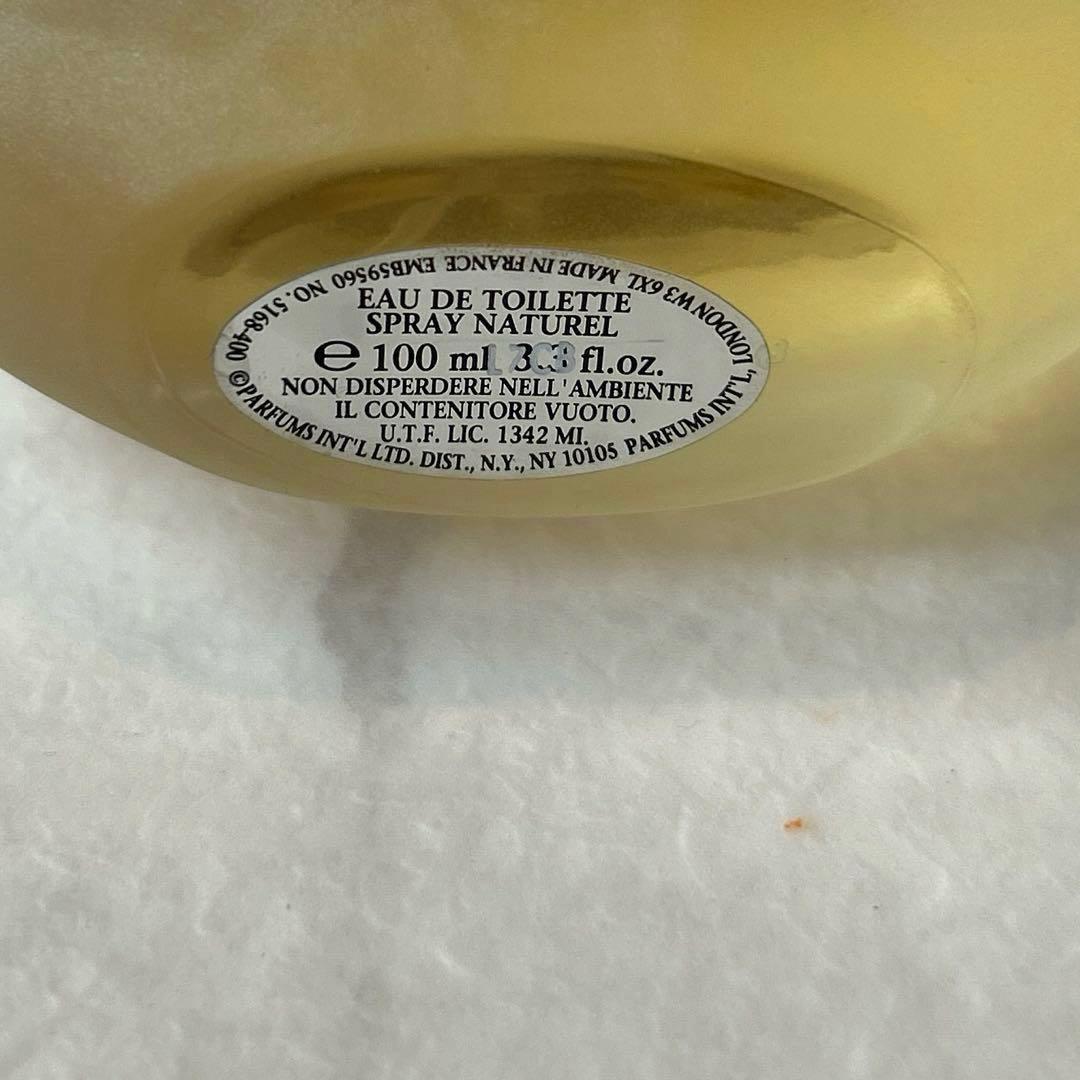 EAU DE TOILETTE
SPRAY NATUREL
e 100 ml 3.3 fl.oz.
NON DISPERDERE NELL'AMBIENTE
IL CONTENITORE VUOTO.
U.T.F. LIC. 1342 MI.
©PARFUMS INT'L LTD. DIST., N.Y., NY 10105 PARFUMS INT'L, LONDON W3 6XL MADE IN FRANCE EMB59560 NO. 5168-400